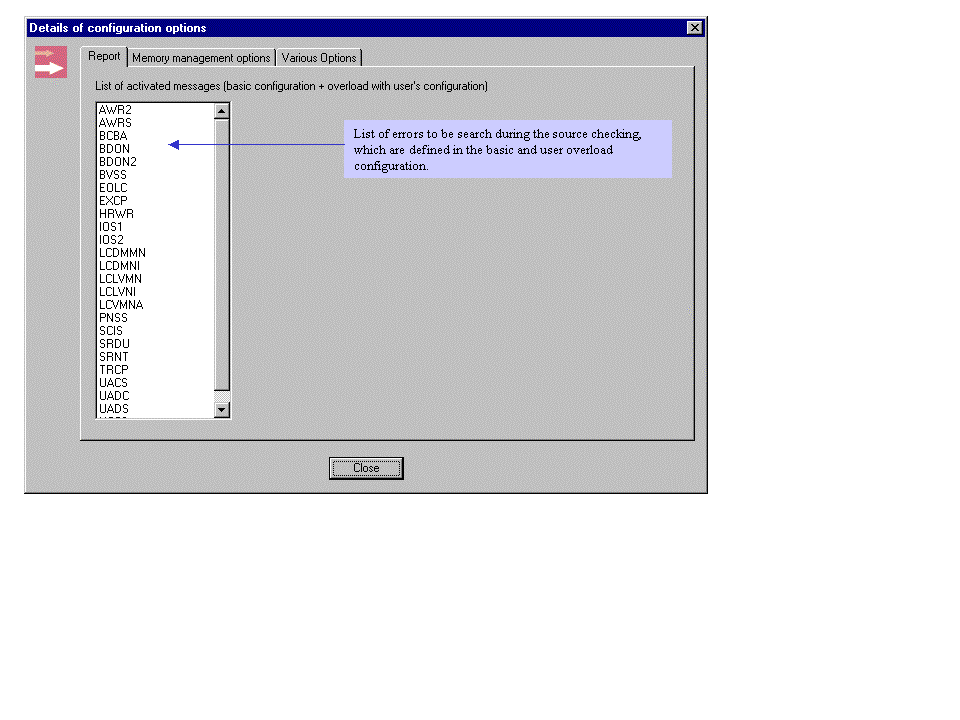 Details of configuration options
Report
Memory management options
Various Options
List of activated messages (basic configuration + overload with user's configuration)
AWR2
AWRS
BCBA
BDON
BDON2
BVSS
EOLC
EXCP
HRWR
IOS1
IOS2
LCDMMN
LCDMNI
LCLVMN
LCLVNI
LCVMNA
PNSS
SCIS
SRDU
SRNT
TRCP
UACS
UADC
UADS
List of errors to be search during the source checking,
which are defined in the basic and user overload
configuration.
Close